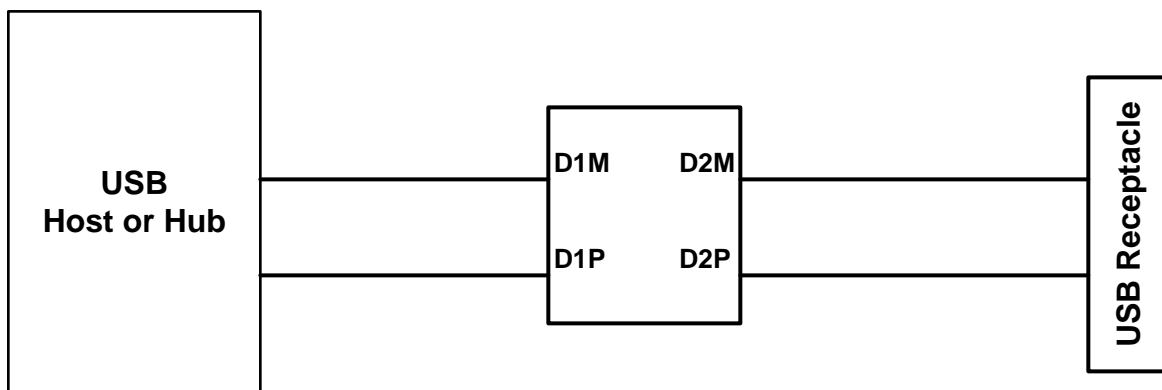 USB
Host or Hub
D1M
D2M
D1P
D2P
USB Receptacle